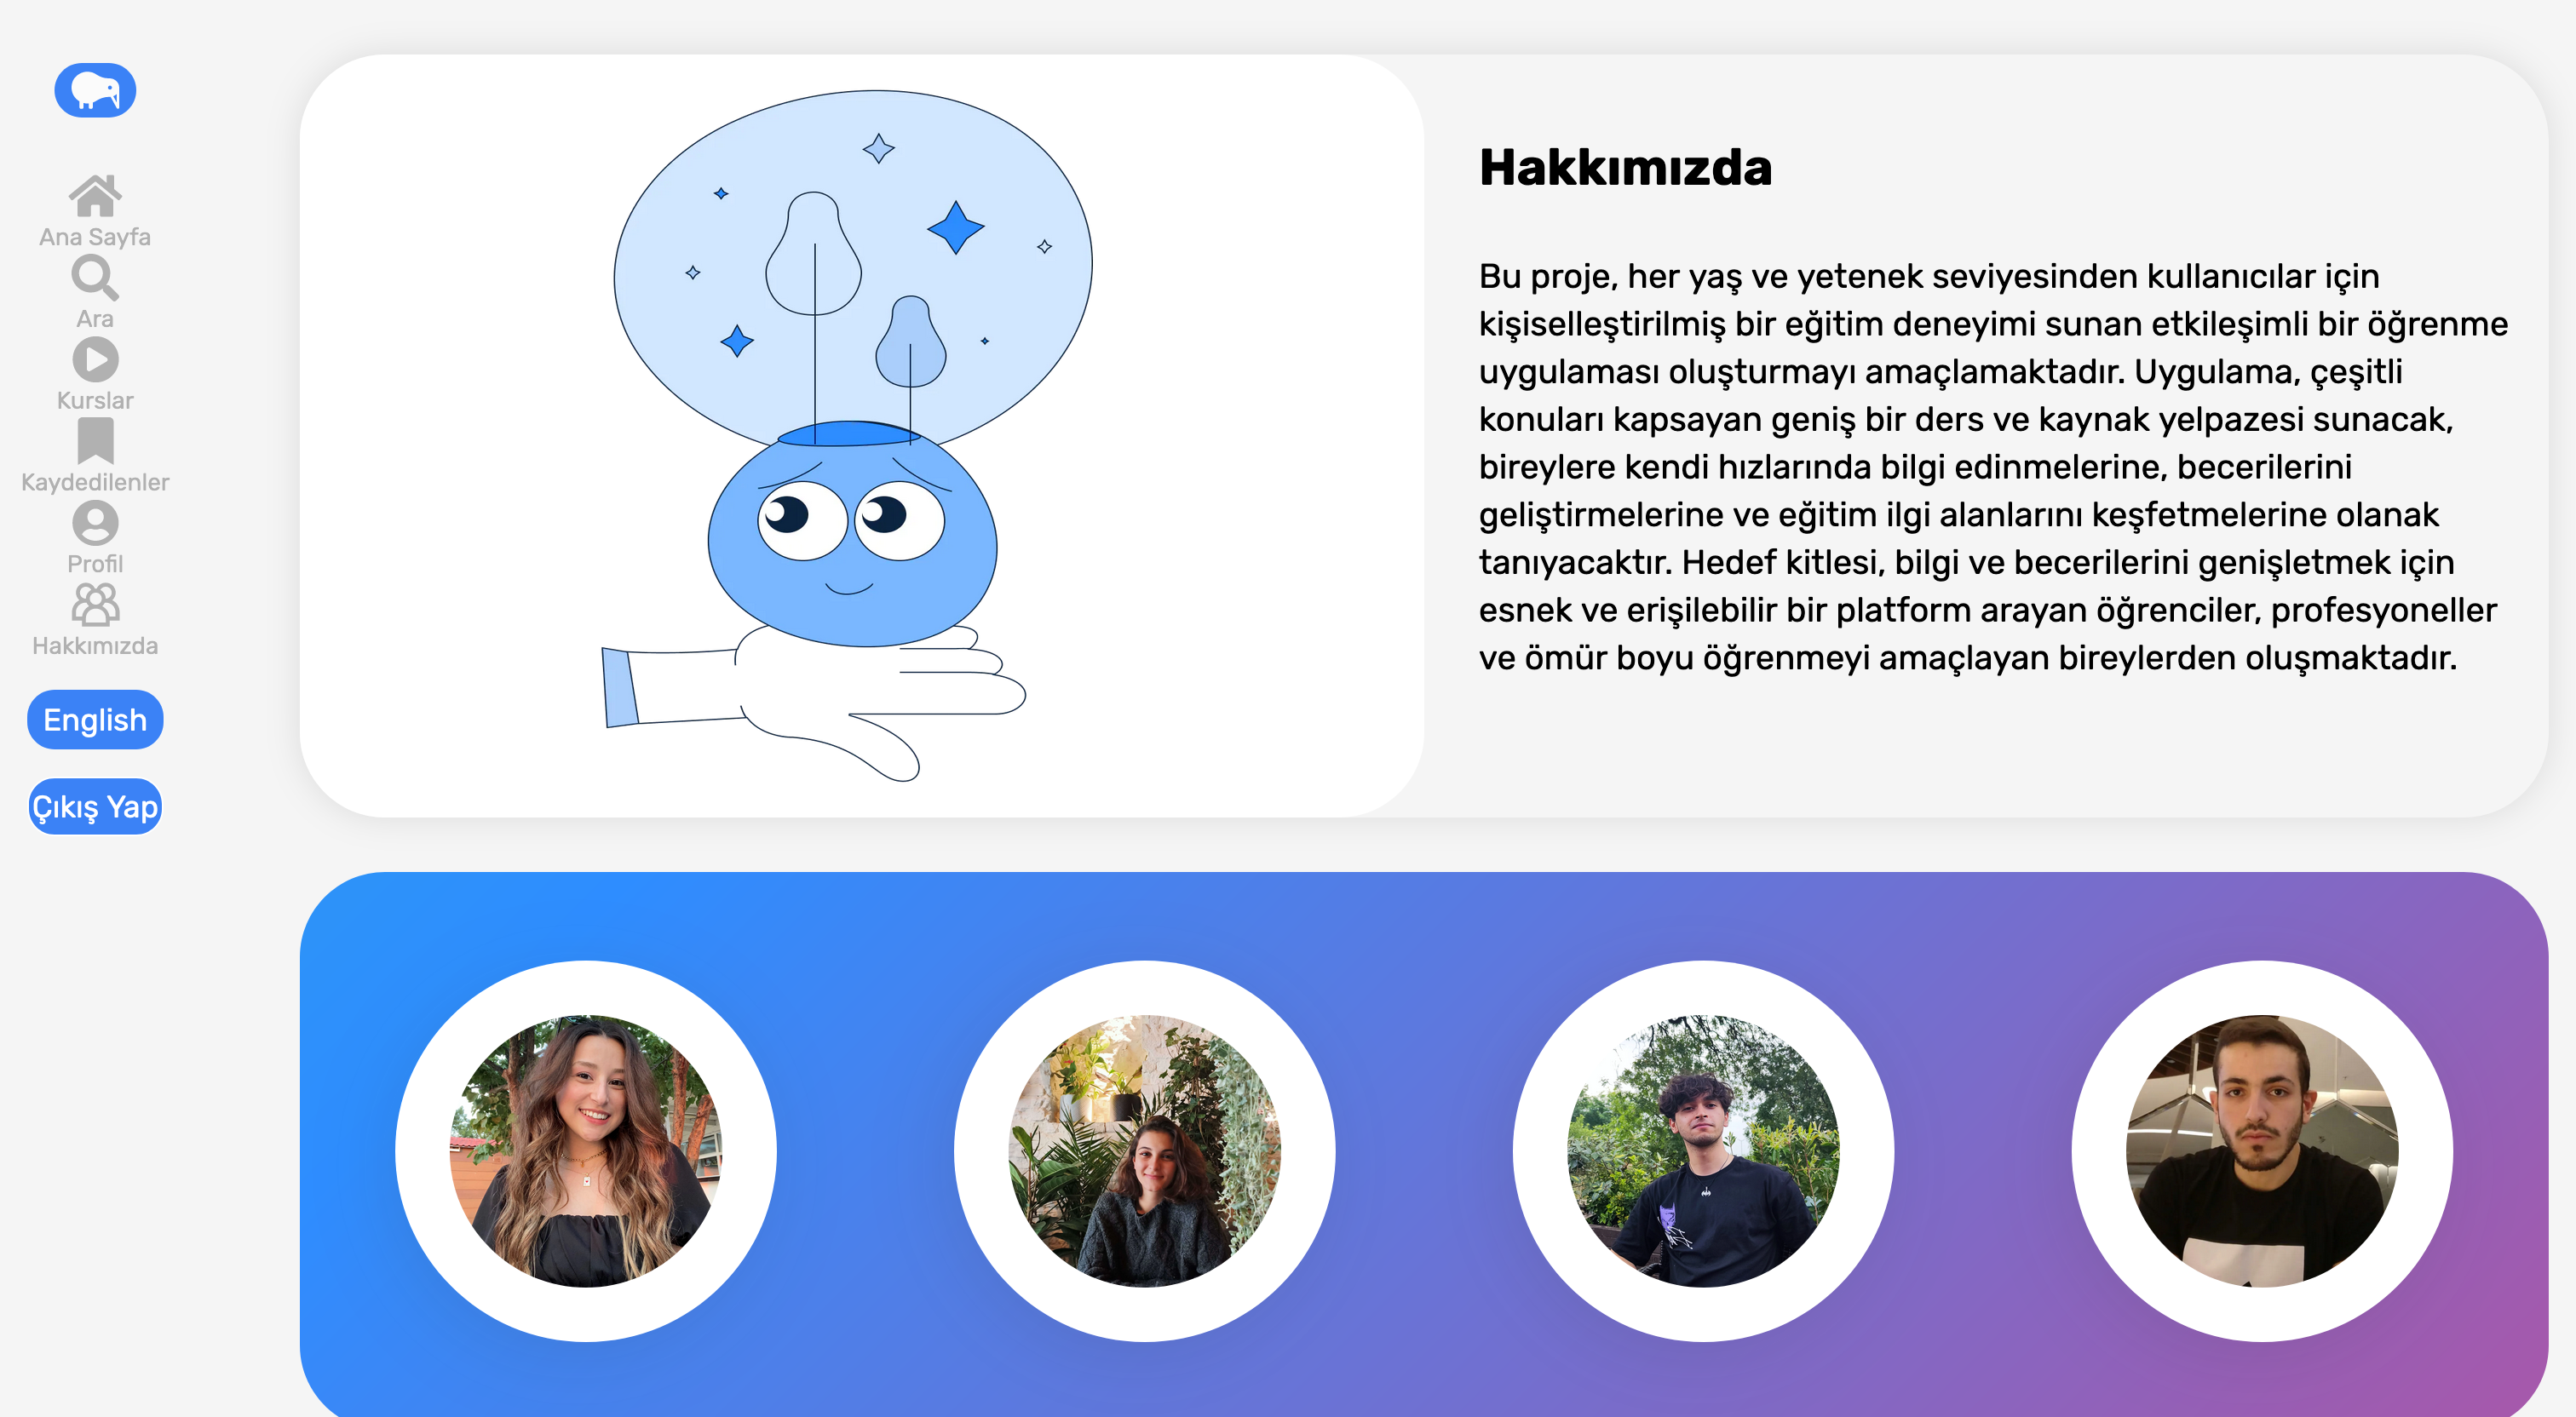 Ana Sayfa
Ara
Kurslar
Kaydedilenler
Profil
Hakkımızda
English
Çıkış Yap
Hakkımızda
Bu proje, her yaş ve yetenek seviyesinden kullanıcılar için
kişiselleştirilmiş bir eğitim deneyimi sunan etkileşimli bir öğrenme
uygulaması oluşturmayı amaçlamaktadır. Uygulama, çeşitli
konuları kapsayan geniş bir ders ve kaynak yelpazesi sunacak,
bireylere kendi hızlarında bilgi edinmelerine, becerilerini
geliştirmelerine ve eğitim ilgi alanlarını keşfetmelerine olanak
tanıyacaktır. Hedef kitlesi, bilgi ve becerilerini genişletmek için
esnek ve erişilebilir bir platform arayan öğrenciler, profesyoneller
ve ömür boyu öğrenmeyi amaçlayan bireylerden oluşmaktadır.